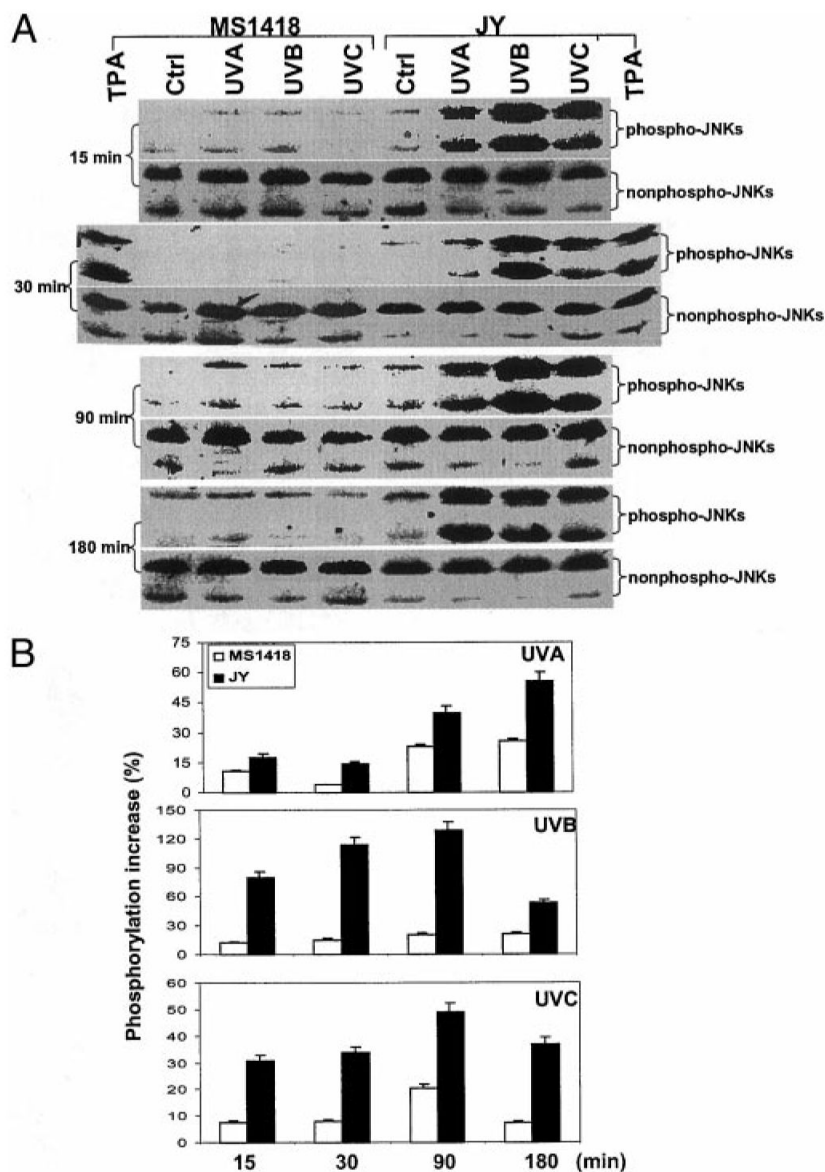 A
MS1418 JY
TPA Ctrl UVA UVB UVC Ctrl UVA UVB UVC TPA
phospho-JNKs
15 min
nonphospho-JNKs
phospho-JNKs
30 min
nonphospho-JNKs
phospho-JNKs
90 min
nonphospho-JNKs
phospho-JNKs
180 min
nonphospho-JNKs
B
Phosphorylation increase (%)
75
60
45
30
15
0
MS1418
JY
UVA
150
120
90
60
30
0
UVB
60
50
40
30
20
10
0
UVC
15 30 90 180 (min)